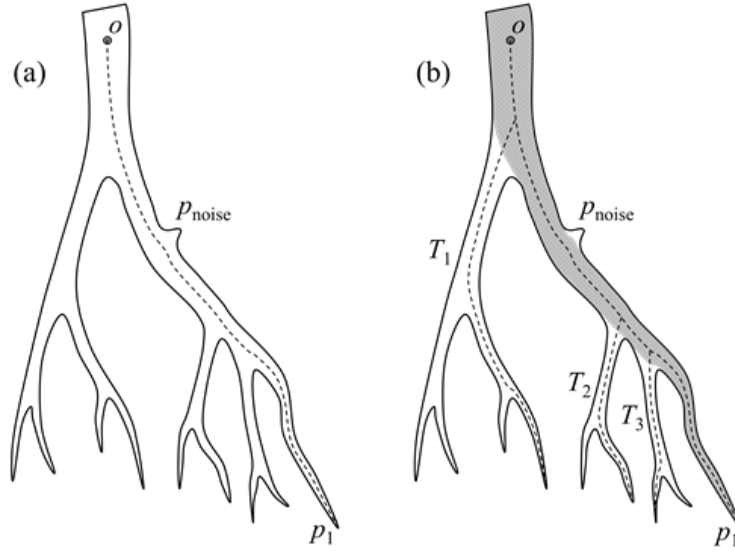 o
(a)
p_noise
p_1
o
(b)
p_noise
T_1
T_2
T_3
p_1